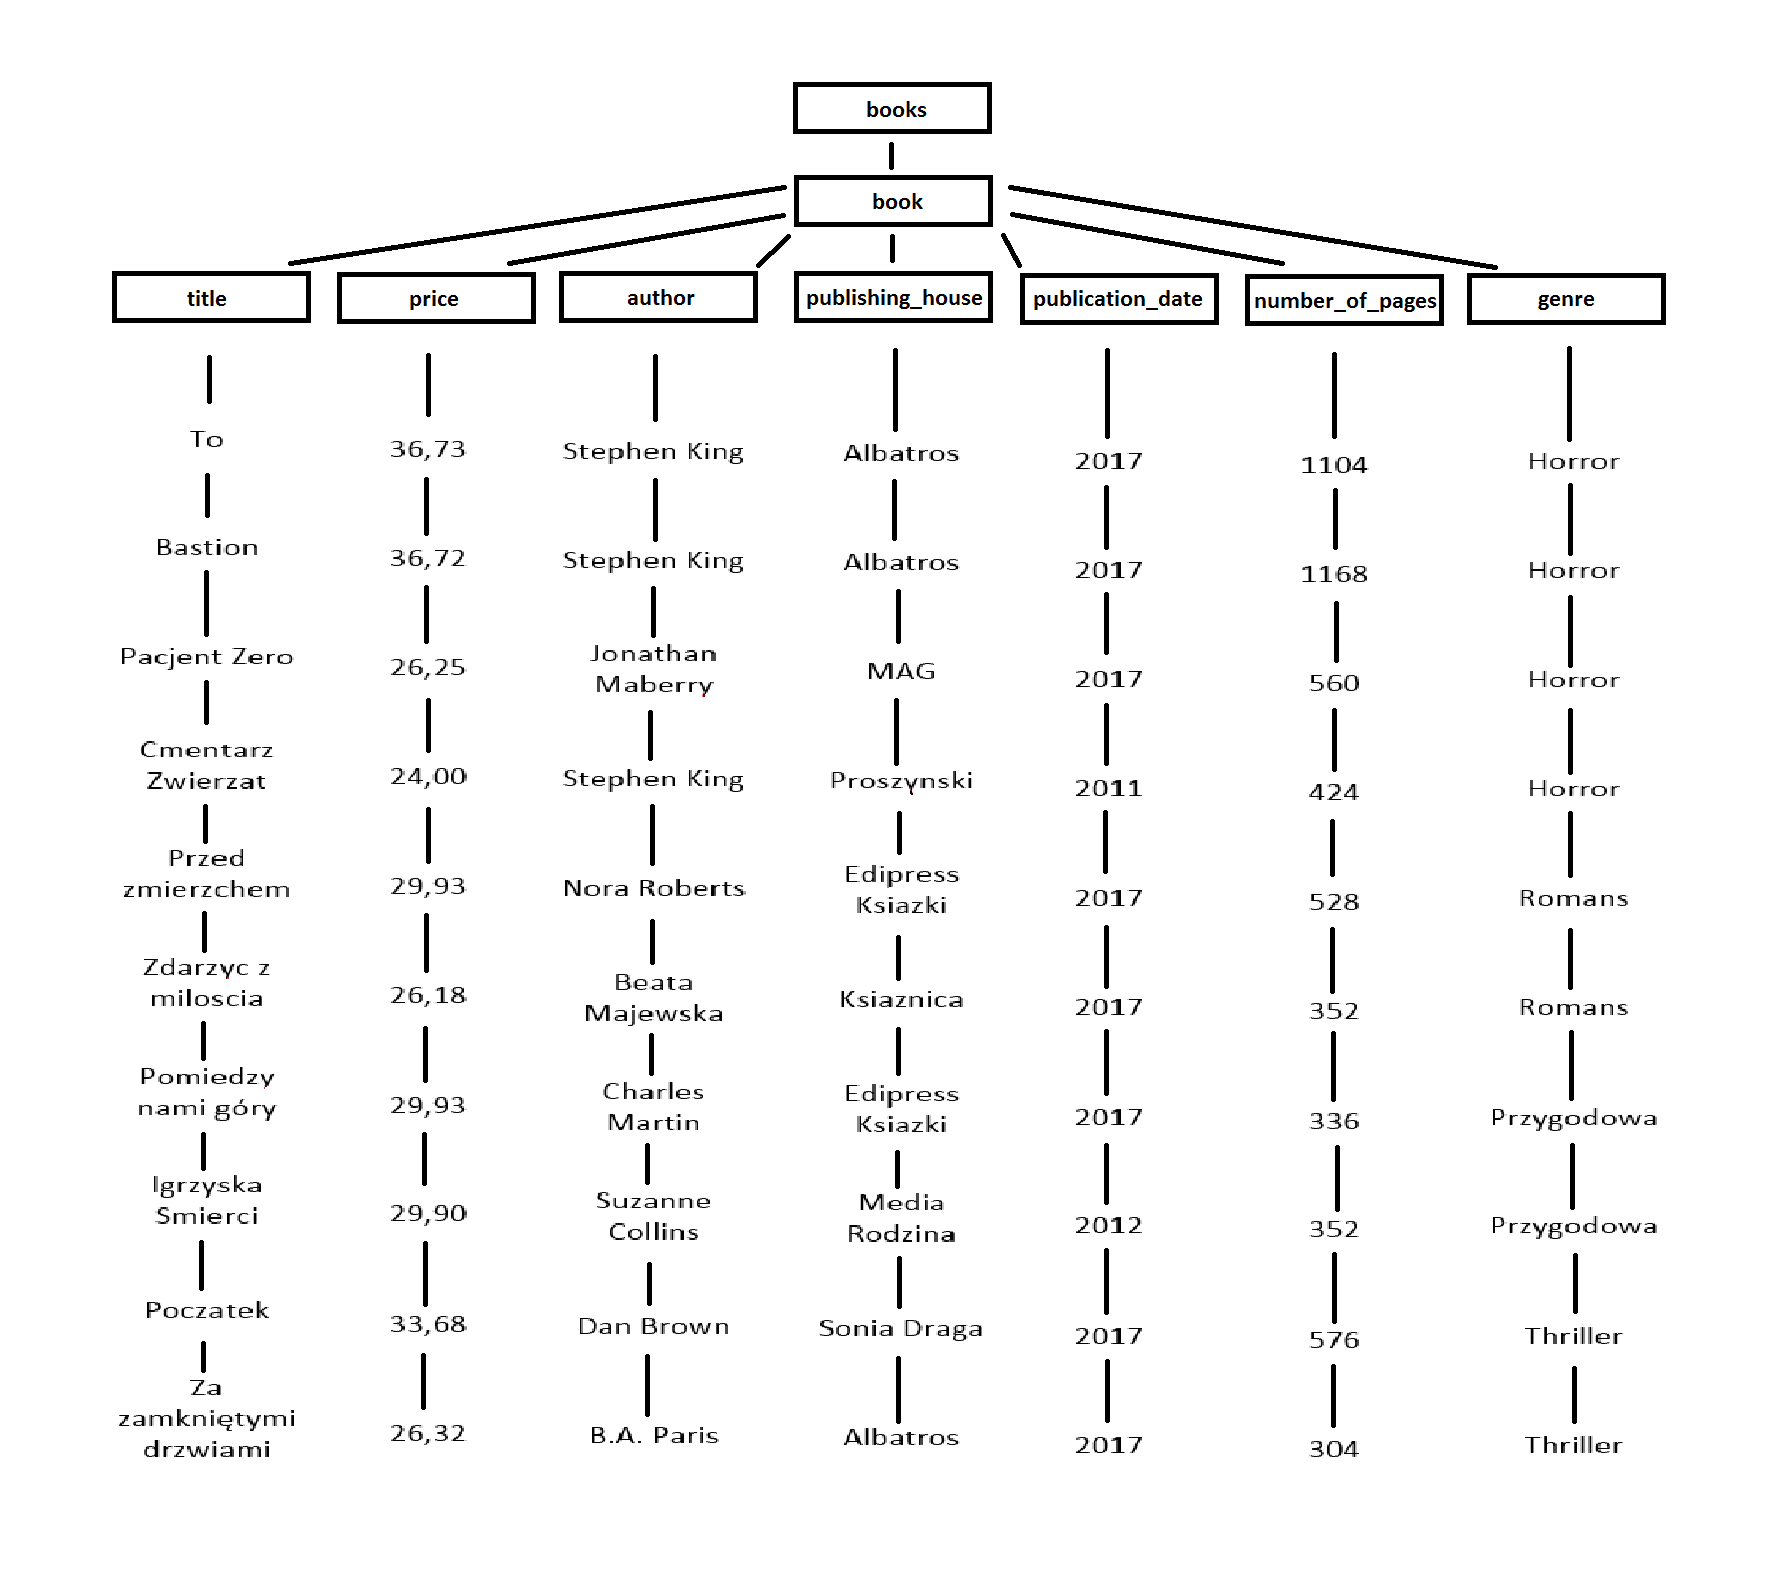 books
book
title price author publishing_house publication_date number_of_pages genre
To 36,73 Stephen King Albatros 2017 1104 Horror
Bastion 36,72 Stephen King Albatros 2017 1168 Horror
Pacjent Zero 26,25 Jonathan
Maberry MAG 2017 560 Horror
Cmentarz
Zwierzat 24,00 Stephen King Proszynski 2011 424 Horror
Przed
zmierzchem 29,93 Nora Roberts Edipress
Ksiazki 2017 528 Romans
Zdarzyc z
miloscia 26,18 Beata
Majewska Ksiaznica 2017 352 Romans
Pomiedzy
nami góry 29,93 Charles
Martin Edipress
Ksiazki 2017 336 Przygodowa
Igrzyska
Smierci 29,90 Suzanne
Collins Media
Rodzina 2012 352 Przygodowa
Poczatek 33,68 Dan Brown Sonia Draga 2017 576 Thriller
Za
zamkniętymi
drzwiami 26,32 B.A. Paris Albatros 2017 304 Thriller